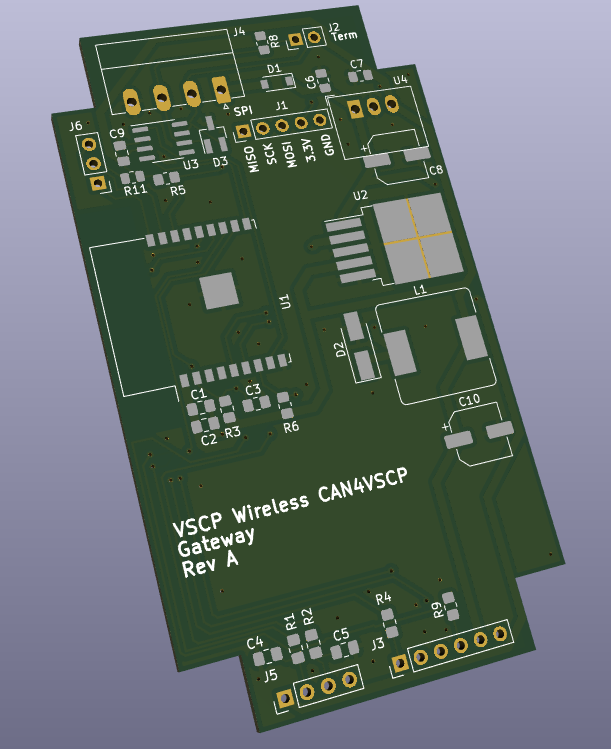 J4
R8
J2
Term
D1
C6
C7
U4
J6
C9
SPI
J1
U3
D3
MISO
SCK
MOSI
3.3V
GND
+
C8
R11
R5
U2
U1
L1
D2
C1
C2
R3
C3
R6
C10
+
VSCP Wireless CAN4VSCP
Gateway
Rev A
R4
R9
R1
R2
C4
C5
J3
J5